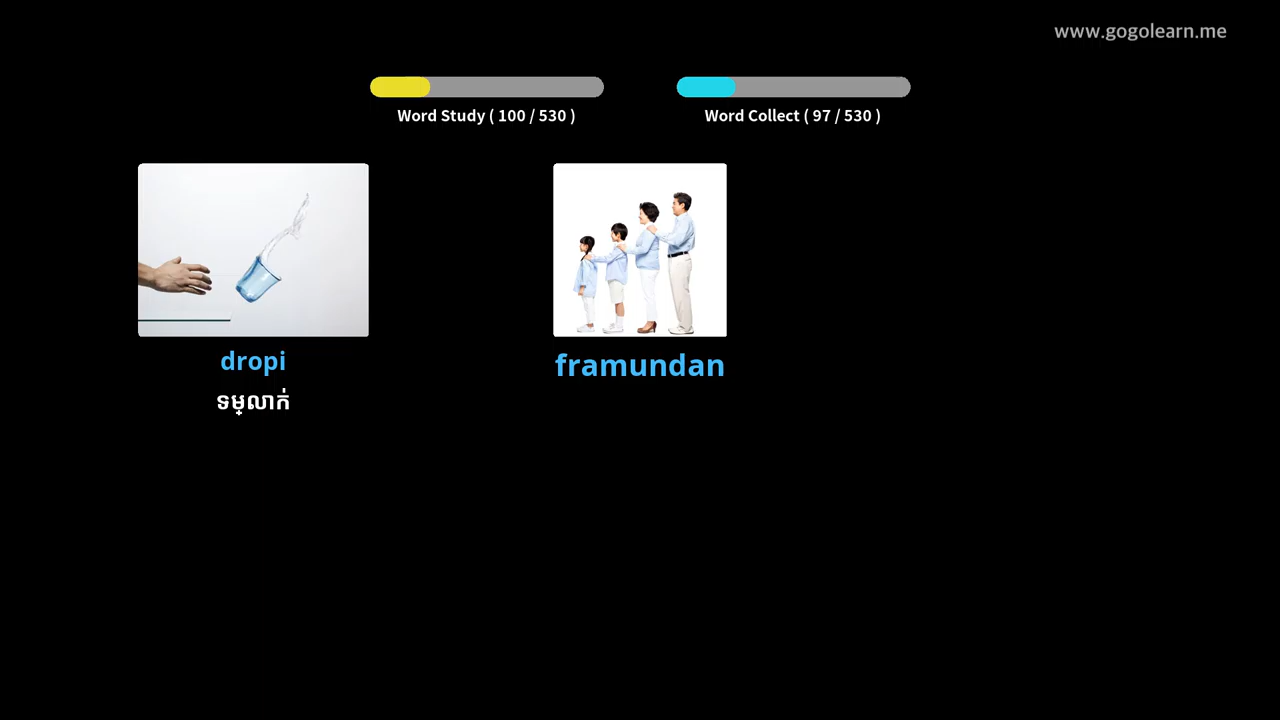 www.gogolearn.me
Word Study ( 100 / 530 )
Word Collect ( 97 / 530 )
dropi
ទម្លាក់
framundan